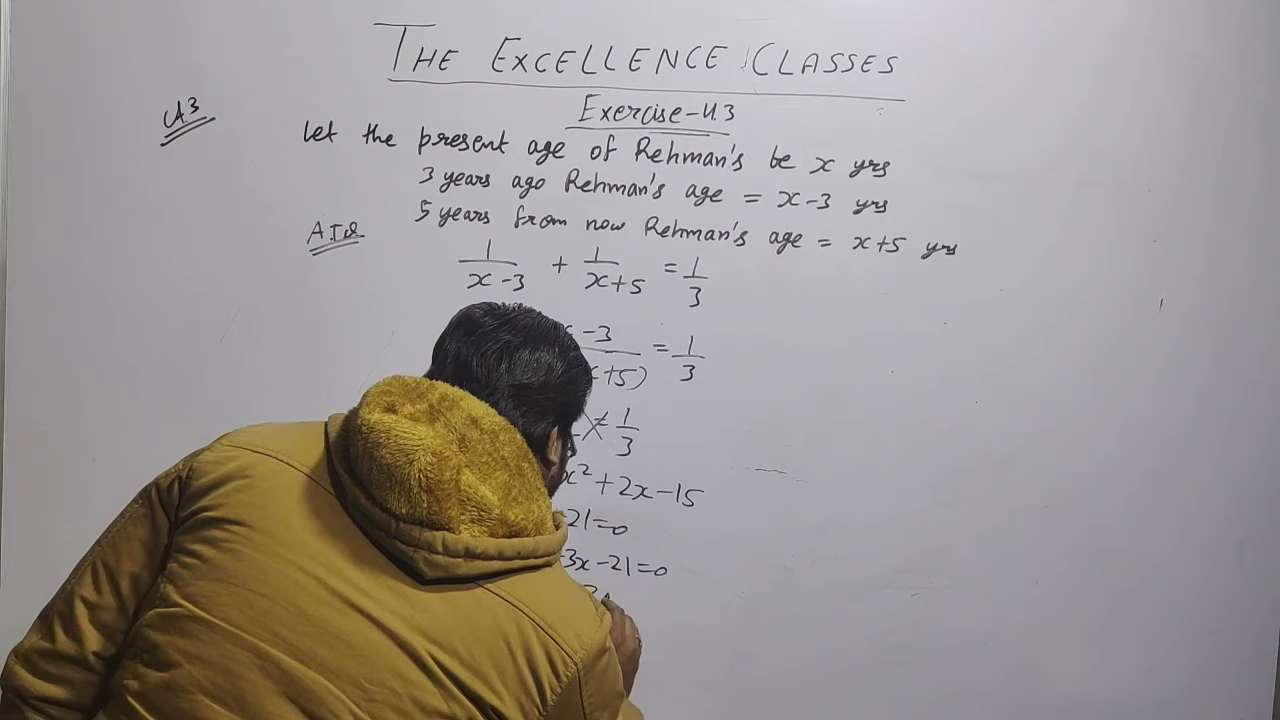 THE EXCELLENCE CLASSES
Exercise-4.3
Let the present age of Rehman's be x yrs
3 years ago Rehman's age = x-3 yrs
5 years from now Rehman's age = x+5 yrs
A.T.Q
1/(x-3) + 1/(x+5) = 1/3
-3 / +5) = 1/3
1/3
x² + 2x - 15
21=0
3x - 21=0